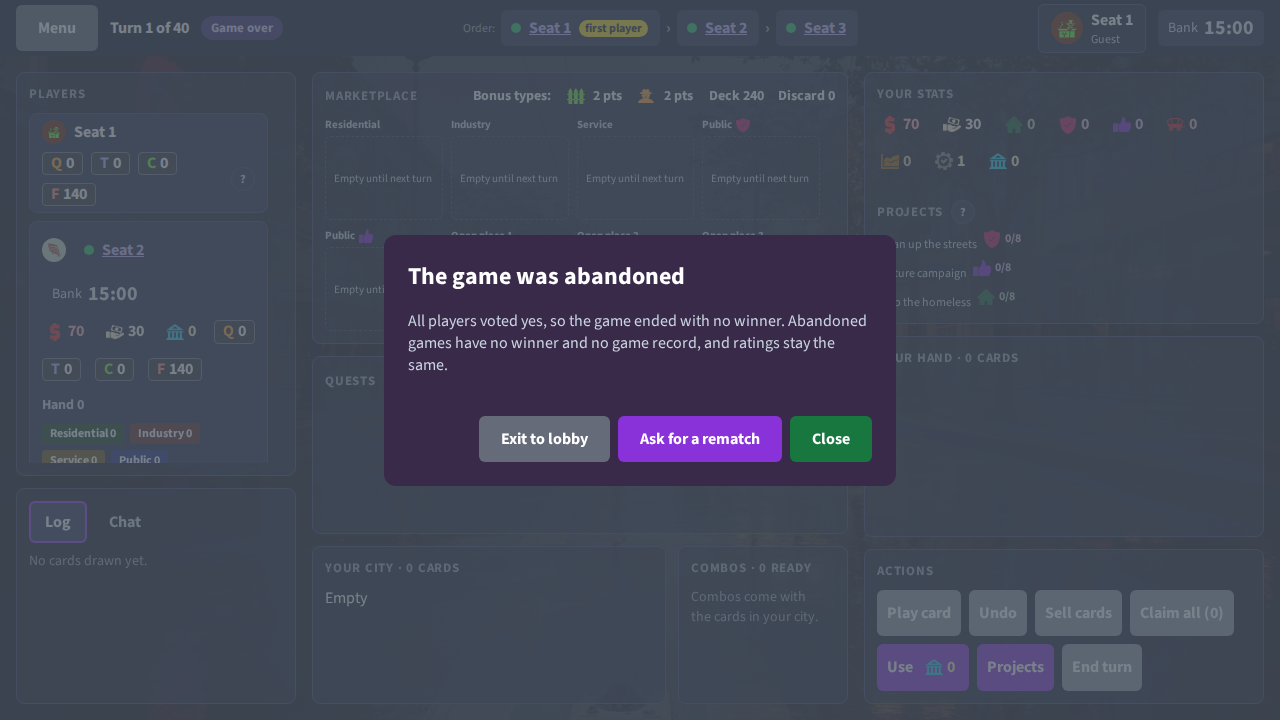 Menu
Turn 1 of 40
Game over
Order:
Seat 1
first player
›
Seat 2
›
Seat 3
Seat 1
Guest
Bank 15:00
PLAYERS
Seat 1
Q 0
T 0
C 0
F 140
?
Seat 2
Bank 15:00
70
30
0
Q 0
T 0
C 0
F 140
Hand 0
Residential 0
Industry 0
Service 0
Public 0
Log
Chat
No cards drawn yet.
MARKETPLACE
Bonus types:
2 pts
2 pts
Deck 240
Discard 0
Residential
Industry
Service
Public
Empty until next turn
Empty until next turn
Empty until next turn
Empty until next turn
Public
QUESTS
The game was abandoned
All players voted yes, so the game ended with no winner. Abandoned
games have no winner and no game record, and ratings stay the
same.
Exit to lobby
Ask for a rematch
Close
YOUR CITY · 0 CARDS
Empty
COMBOS · 0 READY
Combos come with
the cards in your city.
YOUR STATS
70
30
0
0
0
0
0
1
0
PROJECTS
?
up the streets
0/8
campaign
0/8
the homeless
0/8
HAND · 0 CARDS
ACTIONS
Play card
Undo
Sell cards
Claim all (0)
Use 0
Projects
End turn